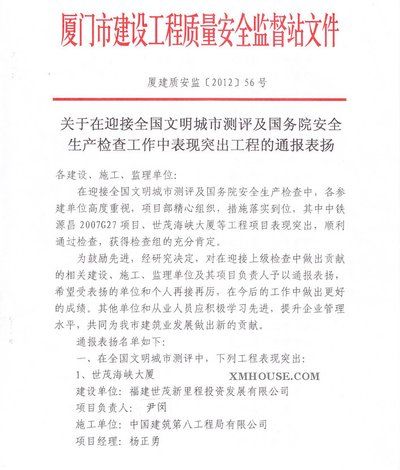 厦门市建设工程质量安全监督站文件
厦建质安监〔2012〕56号
关于在迎接全国文明城市测评及国务院安全
生产检查工作中表现突出工程的通报表扬
各建设、施工、监理单位:
在迎接全国文明城市测评及国务院安全生产检查中,各参
建单位高度重视,项目部精心组织,措施落实到位,其中中铁
源昌2007G27项目、世茂海峡大厦等工程项目表现突出,顺利
通过检查,获得检查组的充分肯定。
为鼓励先进,经研究决定,对在迎接上级检查中做出贡献
的相关建设、施工、监理单位及其项目负责人予以通报表扬,
希望受表扬的单位和个人再接再厉,在今后的工作中做出更好
的成绩。其他单位和从业人员应积极学习先进,提升企业管理
水平,共同为我市建筑业发展做出新的贡献。
通报表扬名单如下:
一、在全国文明城市测评中,下列工程表现突出:
1、世茂海峡大厦 XMHOUSE.COM
建设单位:福建世茂新里程投资发展有限公司
项目负责人: 尹闵
施工单位:中国建筑第八工程局有限公司
项目经理:杨正勇